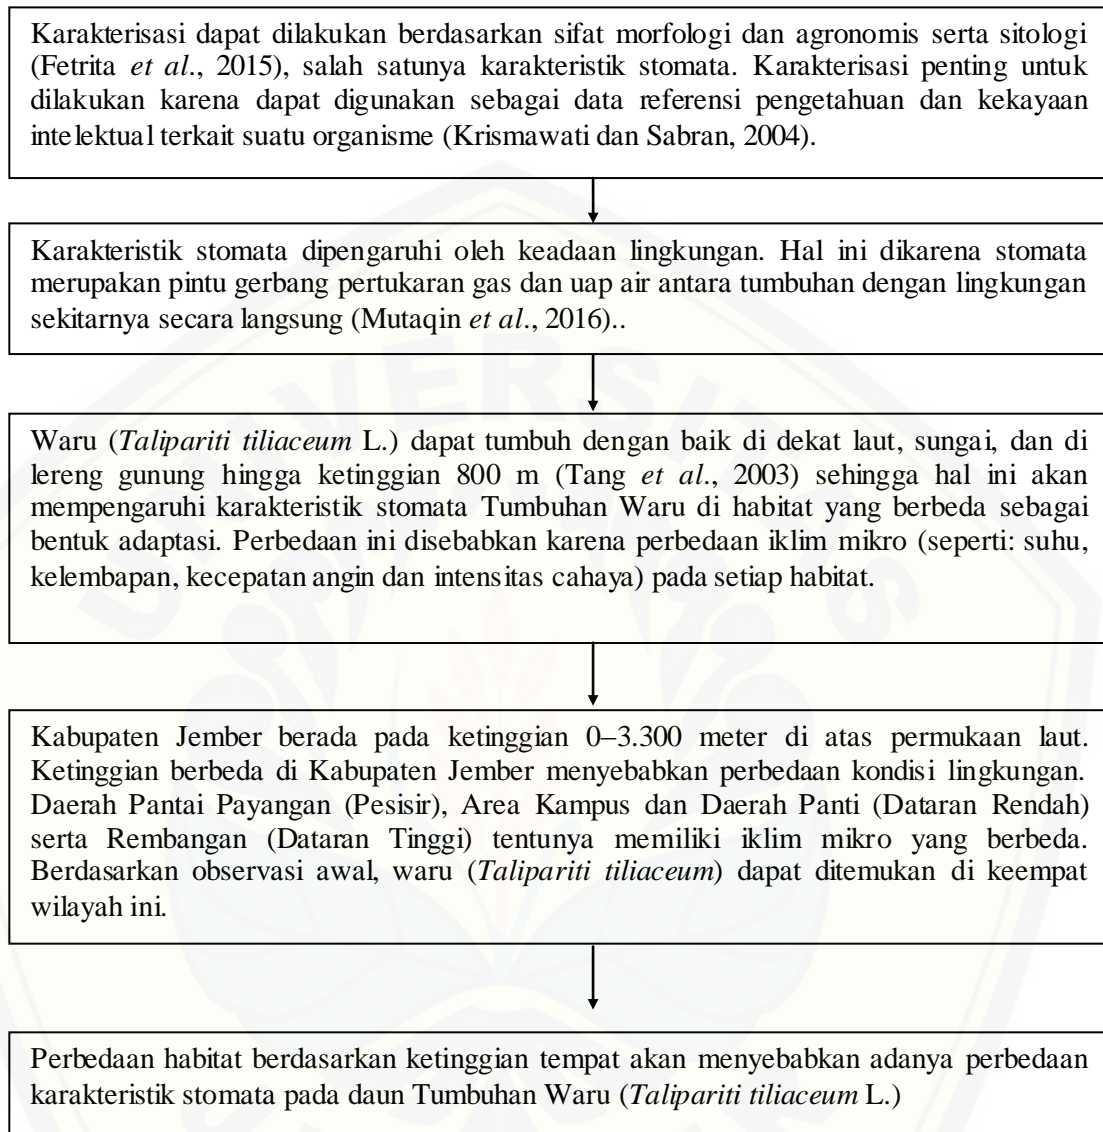 Karakterisasi dapat dilakukan berdasarkan sifat morfologi dan agronomis serta sitologi
(Fetrita et al., 2015), salah satunya karakteristik stomata. Karakterisasi penting untuk
dilakukan karena dapat digunakan sebagai data referensi pengetahuan dan kekayaan
intelektual terkait suatu organisme (Krismawati dan Sabran, 2004).
Karakteristik stomata dipengaruhi oleh keadaan lingkungan. Hal ini dikarena stomata
merupakan pintu gerbang pertukaran gas dan uap air antara tumbuhan dengan lingkungan
sekitarnya secara langsung (Mutaqin et al., 2016)..
Waru (Talipariti tiliaceum L.) dapat tumbuh dengan baik di dekat laut, sungai, dan di
lereng gunung hingga ketinggian 800 m (Tang et al., 2003) sehingga hal ini akan
mempengaruhi karakteristik stomata Tumbuhan Waru di habitat yang berbeda sebagai
bentuk adaptasi. Perbedaan ini disebabkan karena perbedaan iklim mikro (seperti: suhu,
kelembapan, kecepatan angin dan intensitas cahaya) pada setiap habitat.
Kabupaten Jember berada pada ketinggian 0–3.300 meter di atas permukaan laut.
Ketinggian berbeda di Kabupaten Jember menyebabkan perbedaan kondisi lingkungan.
Daerah Pantai Payangan (Pesisir), Area Kampus dan Daerah Panti (Dataran Rendah)
serta Rembangan (Dataran Tinggi) tentunya memiliki iklim mikro yang berbeda.
Berdasarkan observasi awal, waru (Talipariti tiliaceum) dapat ditemukan di keempat
wilayah ini.
Perbedaan habitat berdasarkan ketinggian tempat akan menyebabkan adanya perbedaan
karakteristik stomata pada daun Tumbuhan Waru (Talipariti tiliaceum L.)
UNIVERSITAS